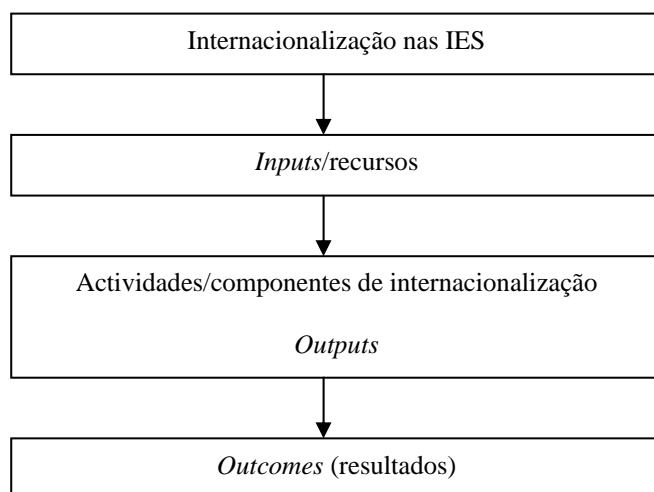 Internacionalização nas IES
Inputs/recursos
Actividades/componentes de internacionalização
Outputs
Outcomes (resultados)